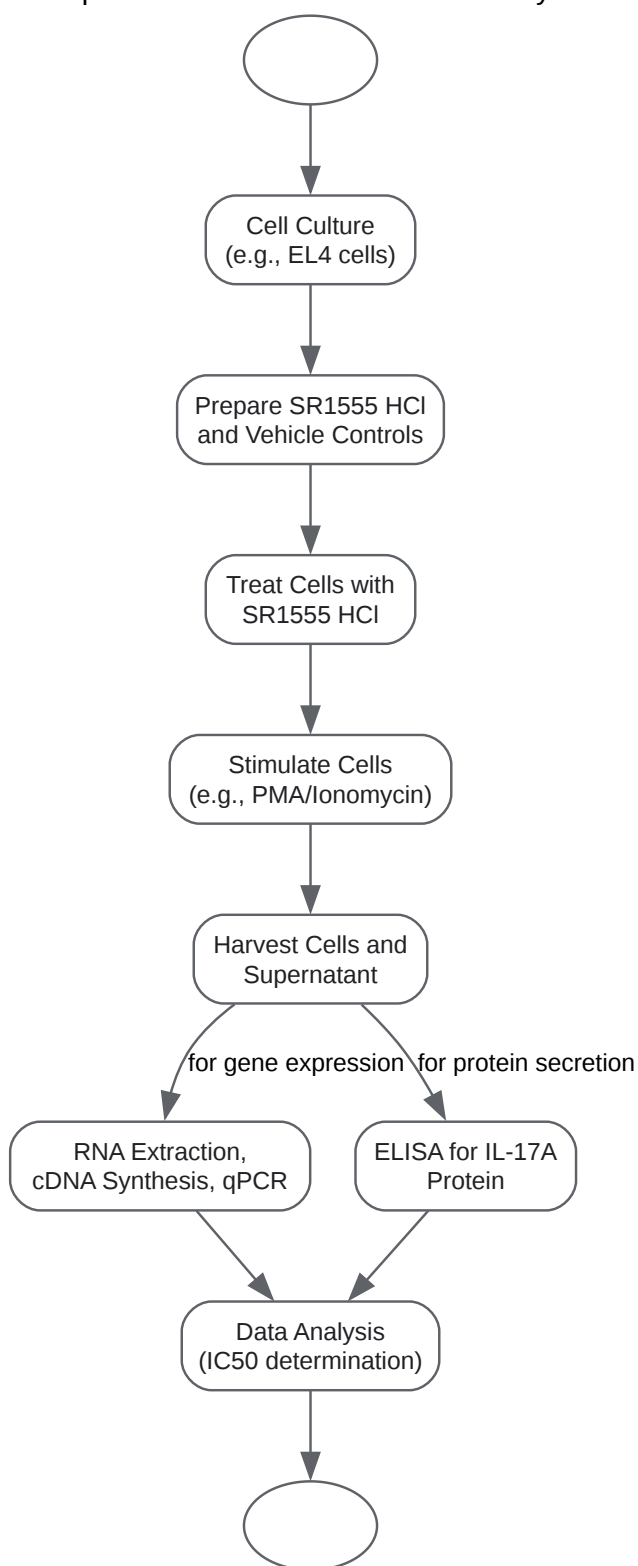 Cell Culture
(e.g., EL4 cells)
Prepare SR1555 HCl
and Vehicle Controls
Treat Cells with
SR1555 HCl
Stimulate Cells
(e.g., PMA/Ionomycin)
Harvest Cells and
Supernatant
for gene expression
for protein secretion
RNA Extraction,
cDNA Synthesis, qPCR
ELISA for IL-17A
Protein
Data Analysis
(IC50 determination)